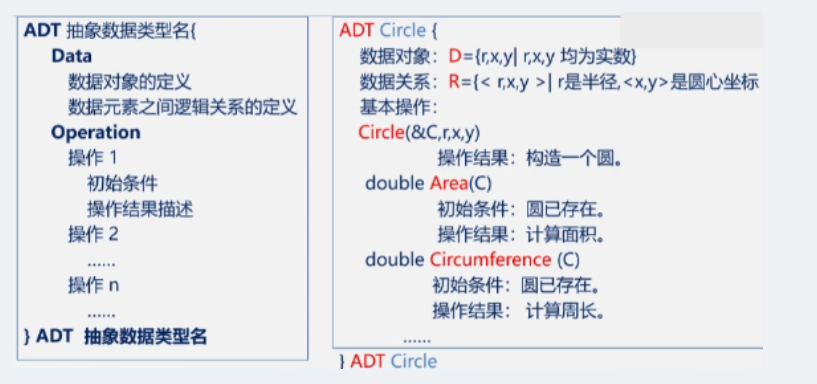 ADT 抽象数据类型名{
Data
数据对象的定义
数据元素之间逻辑关系的定义
Operation
操作 1
初始条件
操作结果描述
操作 2
......
操作 n
......
} ADT 抽象数据类型名
ADT Circle {
数据对象：D={r,x,y| r,x,y 均为实数}
数据关系：R={< r,x,y >| r是半径,<x,y>是圆心坐标
基本操作：
Circle(&C,r,x,y)
操作结果：构造一个圆。
double Area(C)
初始条件：圆已存在。
操作结果：计算面积。
double Circumference (C)
初始条件：圆已存在。
操作结果： 计算周长。
......
} ADT Circle